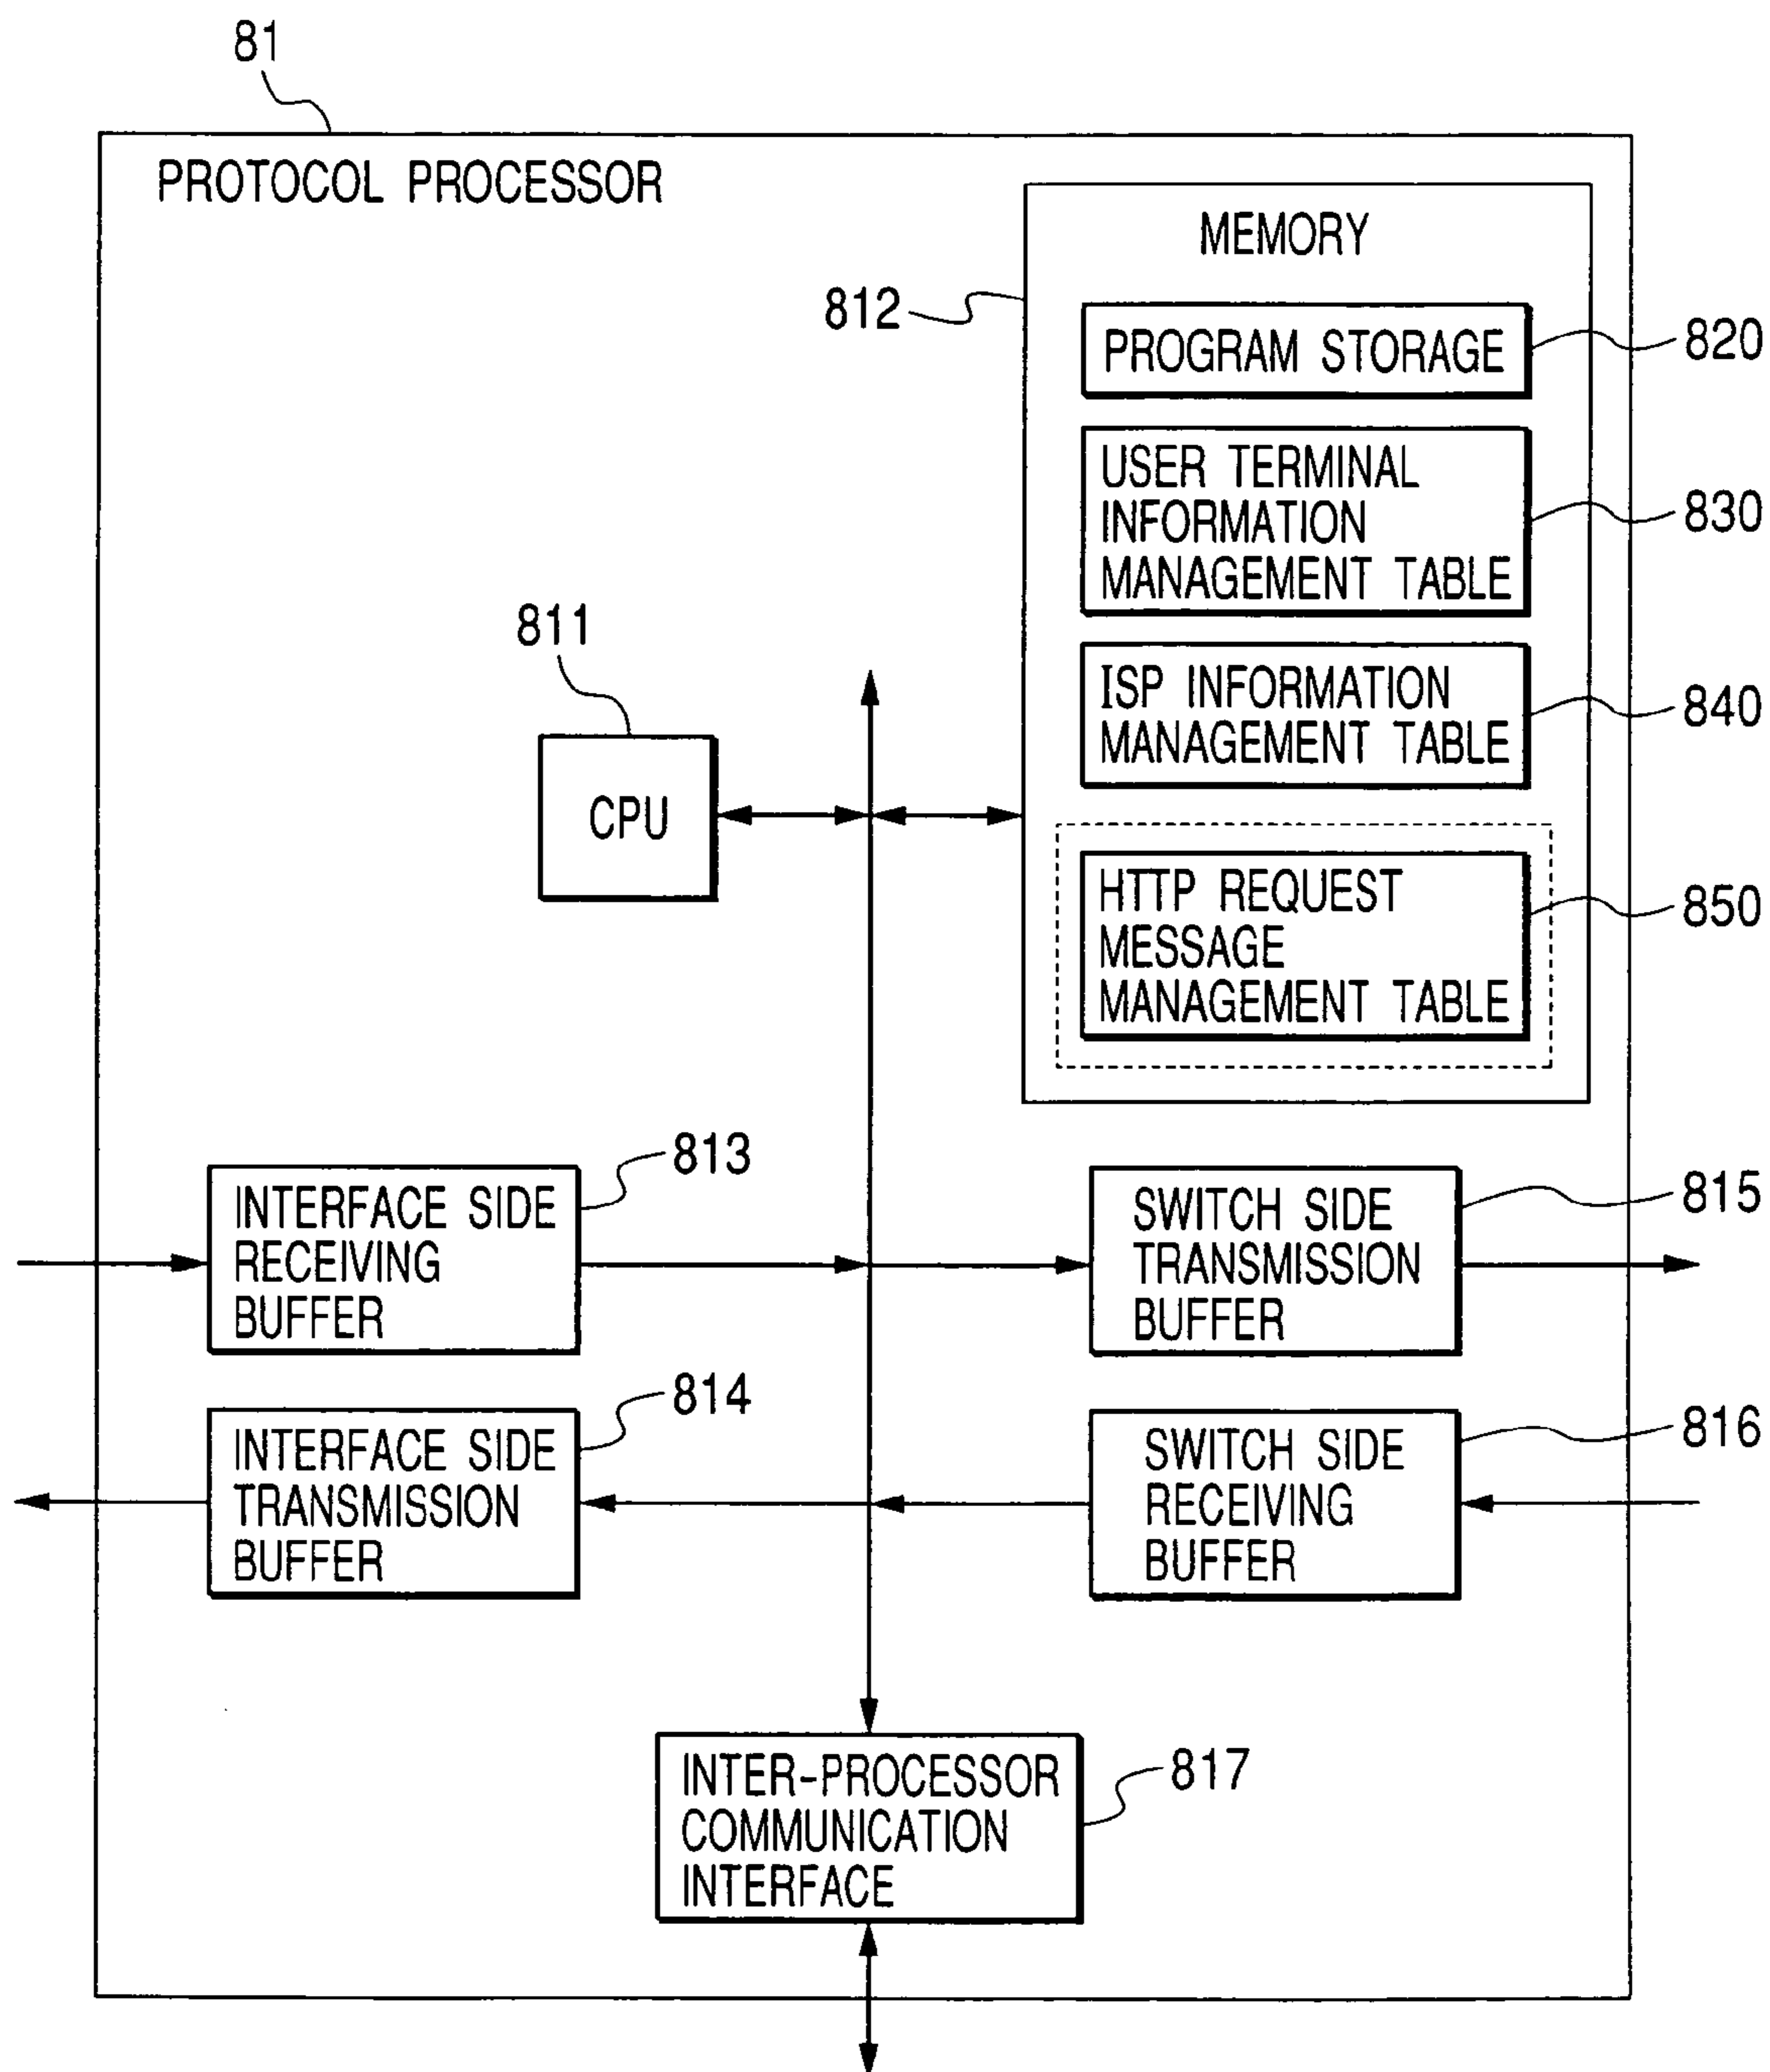 81
PROTOCOL PROCESSOR
MEMORY
812
PROGRAM STORAGE
820
USER TERMINAL
INFORMATION
MANAGEMENT TABLE
830
811
ISP INFORMATION
MANAGEMENT TABLE
840
CPU
HTTP REQUEST
MESSAGE
MANAGEMENT TABLE
850
813
INTERFACE SIDE
RECEIVING
BUFFER
SWITCH SIDE
TRANSMISSION
BUFFER
815
814
INTERFACE SIDE
TRANSMISSION
BUFFER
SWITCH SIDE
RECEIVING
BUFFER
816
INTER-PROCESSOR
COMMUNICATION
INTERFACE
817